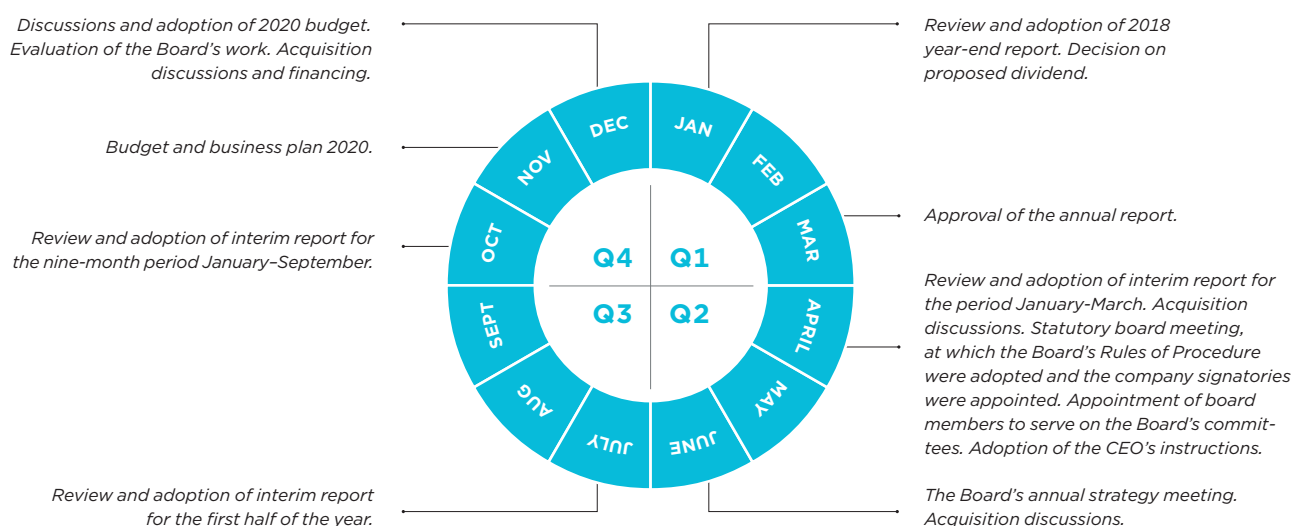 Discussions and adoption of 2020 budget.
Evaluation of the Board’s work. Acquisition
discussions and financing.
Budget and business plan 2020.
Review and adoption of interim report for
the nine-month period January–September.
Review and adoption of interim report
for the first half of the year.
DEC
JAN
NOV
FEB
OCT
MAR
Q4
Q1
Q3
Q2
SEPT
APRIL
AUG
MAY
JULY
JUNE
Review and adoption of 2018
year-end report. Decision on
proposed dividend.
Approval of the annual report.
Review and adoption of interim report for
the period January-March. Acquisition
discussions. Statutory board meeting,
at which the Board’s Rules of Procedure
were adopted and the company signatories
were appointed. Appointment of board
members to serve on the Board’s commit-
tees. Adoption of the CEO’s instructions.
The Board’s annual strategy meeting.
Acquisition discussions.